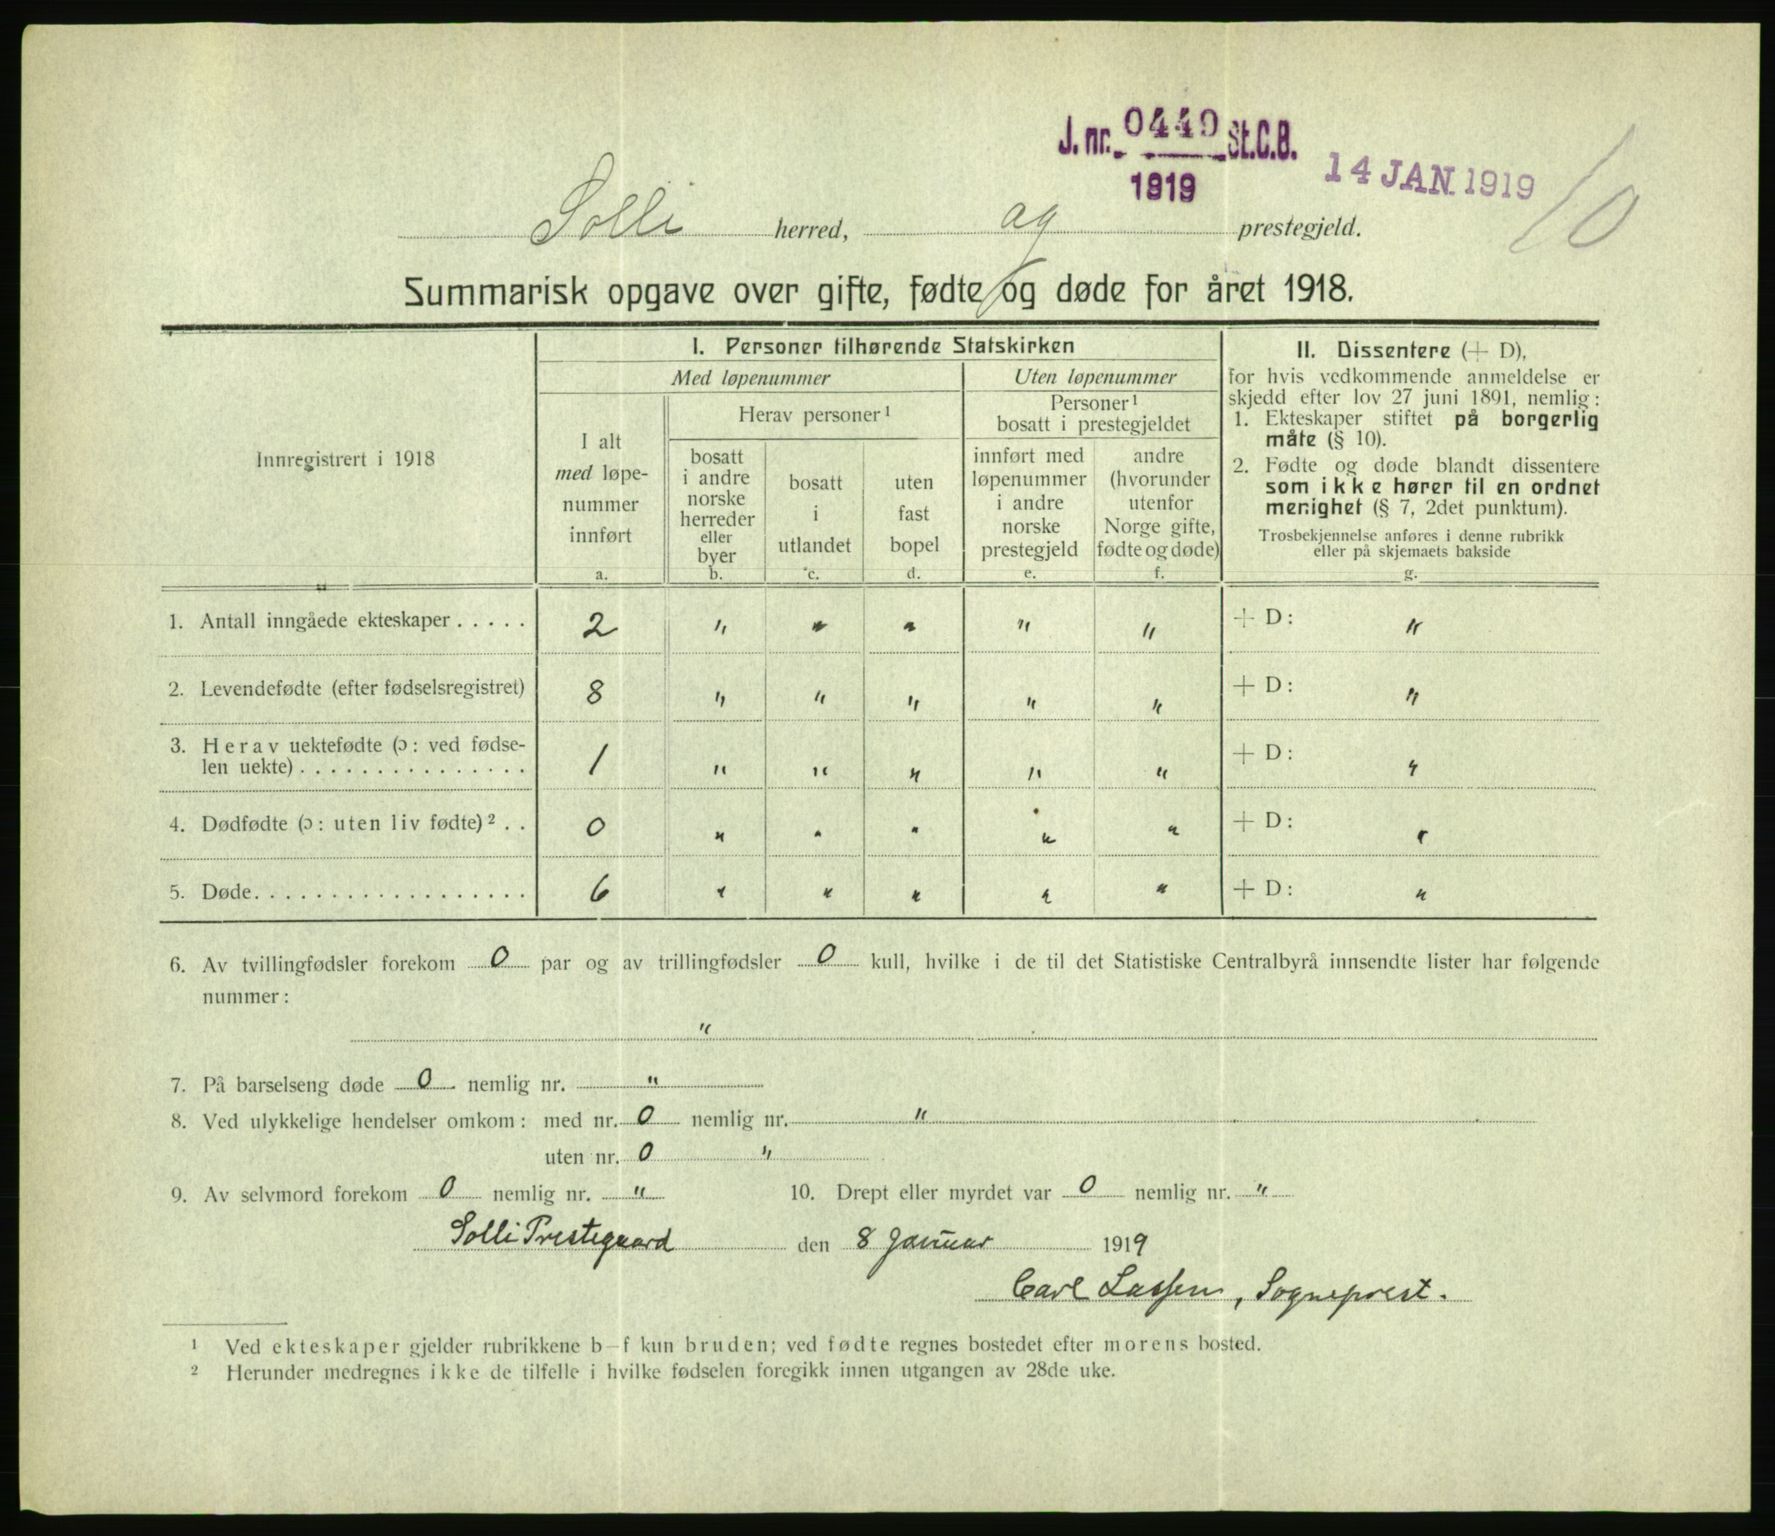 J. nr. 0449 St.C.B.
1919
14 JAN 1919
10
Solli herred, og prestegjeld.
Summarisk opgave over gifte, fødte og døde for året 1918.
Innregistrert i 1918
I. Personer tilhørende Statskirken
Med løpenummer
Uten løpenummer
I alt
med løpe-
nummer
innført
a.
Herav personer¹
bosatt
i andre
norske
herreder
eller
byer
b.
bosatt
i
utlandet
c.
uten
fast
bopel
d.
Personer¹
bosatt i prestegjeldet
innført med
løpenummer
i andre
norske
prestegjeld
e.
andre
(hvorunder
utenfor
Norge gifte,
fødte og døde)
f.
II. Dissentere (+ D),
for hvis vedkommende anmeldelse er
skjedd efter lov 27 juni 1891, nemlig:
1. Ekteskaper stiftet på borgerlig
måte (§ 10).
2. Fødte og døde blandt dissentere
som ikke hører til en ordnet
menighet (§ 7, 2det punktum).
Trosbekjennelse anføres i denne rubrikk
eller på skjemaets bakside
g.
1. Antall inngåede ekteskaper . . . . . 2 " " " " " + D: "
2. Levendefødte (efter fødselsregistret) 8 " " " " " + D: "
3. Herav uektefødte (ɔ: ved fødse-
len uekte) . . . . . . . . . . . . . . . 1 " " " " " + D: "
4. Dødfødte (ɔ: uten liv fødte)² . . 0 " " " " " + D: "
5. Døde. . . . . . . . . . . . . . . . . . 6 " " " " " + D: "
6. Av tvillingfødsler forekom 0 par og av trillingfødsler 0 kull, hvilke i de til det Statistiske Centralbyrå innsendte lister har følgende
nummer:
"
7. På barselseng døde 0 nemlig nr. "
8. Ved ulykkelige hendelser omkom: med nr. 0 nemlig nr. "
uten nr. 0 "
9. Av selvmord forekom 0 nemlig nr. " 10. Drept eller myrdet var 0 nemlig nr. "
Solli Prestegaard den 8 Januar 1919
Carl Lassen, Sogneprest.
¹ Ved ekteskaper gjelder rubrikkene b—f kun bruden; ved fødte regnes bostedet efter morens bosted.
² Herunder medregnes ikke de tilfelle i hvilke fødselen foregikk innen utgangen av 28de uke.